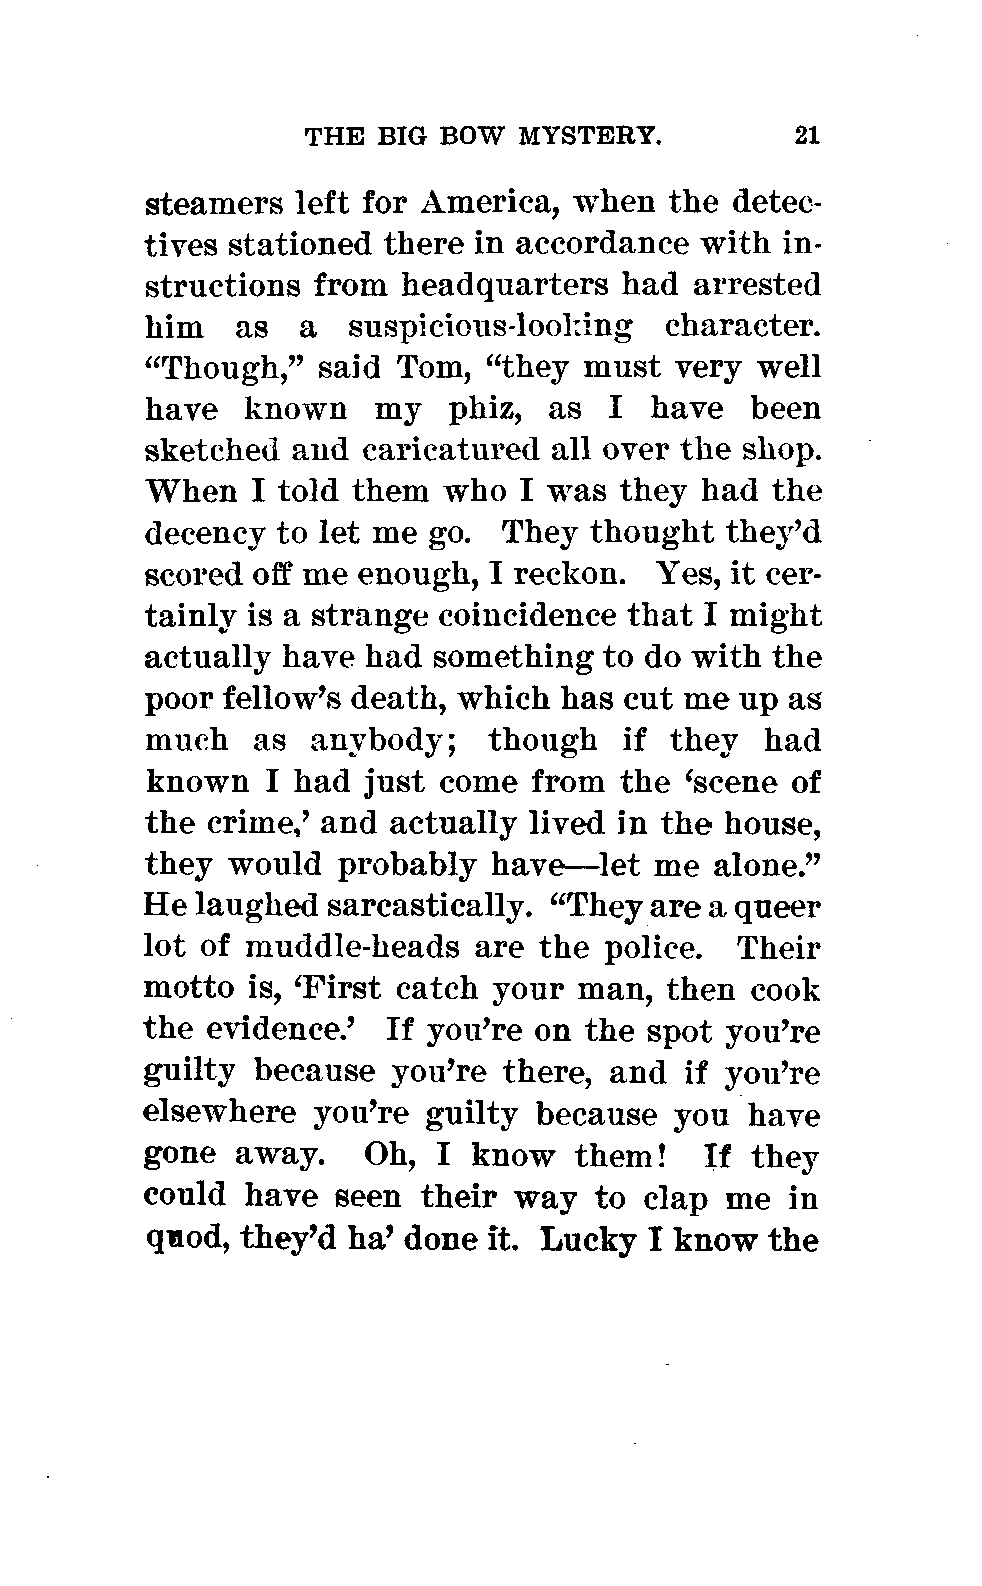 THE BIG BOW MYSTERY. 21
steamers left for America, when the detec-
tives stationed there in accordance with in-
structions from headquarters had arrested
him as a suspicious-looking character.
“Though,” said Tom, “they must very well
have known my phiz, as I have been
sketched and caricatured all over the shop.
When I told them who I was they had the
decency to let me go. They thought they’d
scored off me enough, I reckon. Yes, it cer-
tainly is a strange coincidence that I might
actually have had something to do with the
poor fellow’s death, which has cut me up as
much as anybody; though if they had
known I had just come from the ‘scene of
the crime,’ and actually lived in the house,
they would probably have—let me alone.”
He laughed sarcastically. “They are a queer
lot of muddle-heads are the police. Their
motto is, ‘First catch your man, then cook
the evidence.’ If you’re on the spot you’re
guilty because you’re there, and if you’re
elsewhere you’re guilty because you have
gone away. Oh, I know them! If they
could have seen their way to clap me in
quod, they’d ha’ done it. Lucky I know the